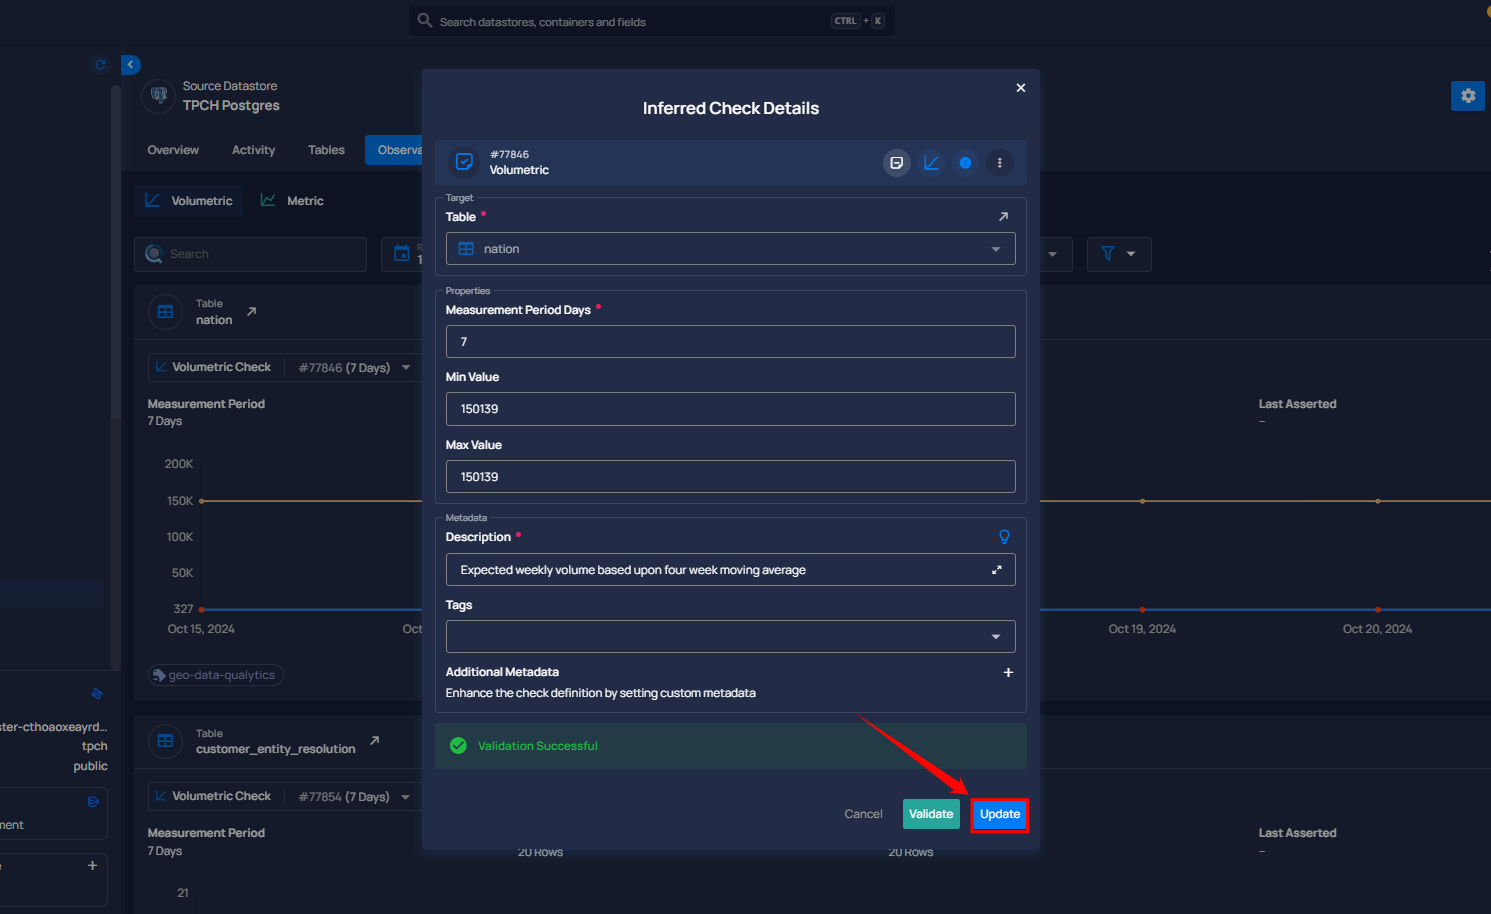 Search datastores, containers and fields
CTRL + K
Source Datastore
TPCH Postgres
Overview
Activity
Tables
Observa
Volumetric
Metric
Search
Table
nation
Volumetric Check
#77846 (7 Days)
Measurement Period
7 Days
Last Asserted
–
200K
150K
100K
50K
327
Oct 15, 2024
Oct
Oct 19, 2024
Oct 20, 2024
geo-data-qualytics
Table
customer_entity_resolution
Volumetric Check
#77854 (7 Days)
Measurement Period
7 Days
20 Rows
20 Rows
Last Asserted
–
21
ster-cthoaoxeayrd...
tpch
public
ment
Inferred Check Details
#77846
Volumetric
Target
Table
nation
Properties
Measurement Period Days
7
Min Value
150139
Max Value
150139
Metadata
Description
Expected weekly volume based upon four week moving average
Tags
Additional Metadata
Enhance the check definition by setting custom metadata
Validation Successful
Cancel
Validate
Update